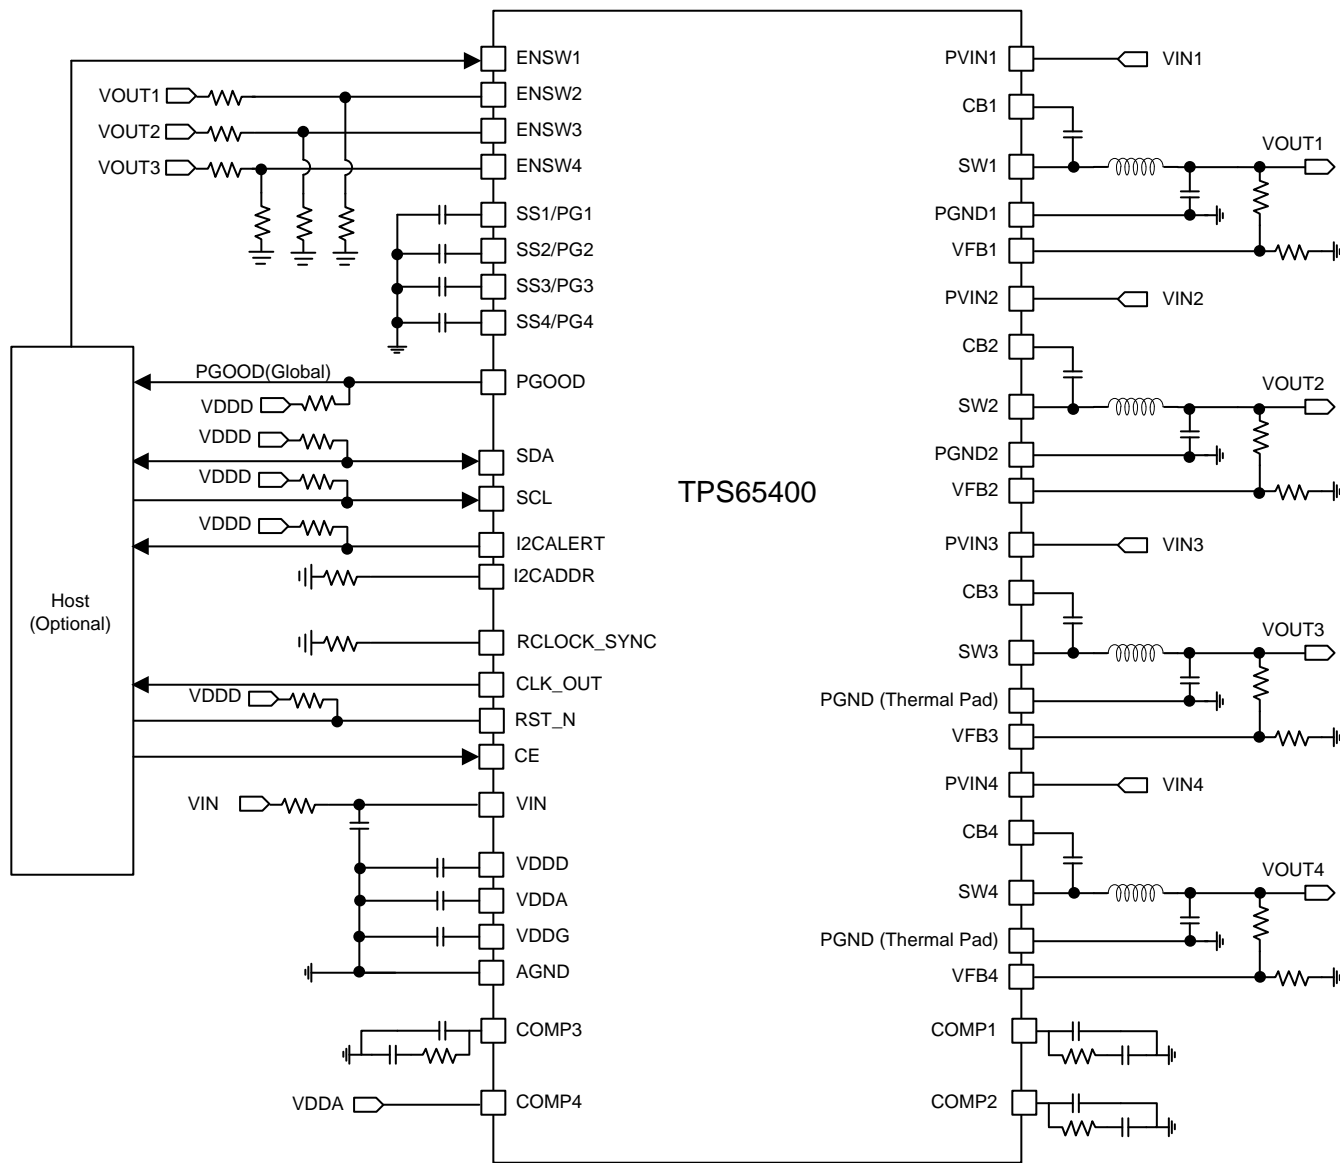 ENSW1
VOUT1
ENSW2
VOUT2
ENSW3
VOUT3
ENSW4
SS1/PG1
SS2/PG2
SS3/PG3
SS4/PG4
PGOOD(Global)
PGOOD
VDDD
VDDD
SDA
VDDD
SCL
VDDD
I2CALERT
I2CADDR
Host
(Optional)
RCLOCK_SYNC
CLK_OUT
VDDD
RST_N
CE
VIN
VIN
VDDD
VDDA
VDDG
AGND
COMP3
VDDA
COMP4
TPS65400
PVIN1
VIN1
CB1
VOUT1
SW1
PGND1
VFB1
PVIN2
VIN2
CB2
VOUT2
SW2
PGND2
VFB2
PVIN3
VIN3
CB3
VOUT3
SW3
PGND (Thermal Pad)
VFB3
PVIN4
VIN4
CB4
VOUT4
SW4
PGND (Thermal Pad)
VFB4
COMP1
COMP2